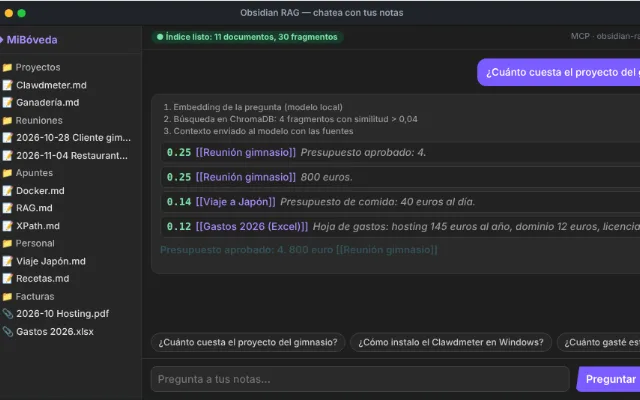 Obsidian RAG — chatea con tus notas
MiBóveda
Proyectos
Clawdmeter.md
Ganadería.md
Reuniones
2026-10-28 Cliente gim...
2026-11-04 Restaurant...
Apuntes
Docker.md
RAG.md
XPath.md
Personal
Viaje Japón.md
Recetas.md
Facturas
2026-10 Hosting.pdf
Gastos 2026.xlsx
Índice listo: 11 documentos, 30 fragmentos
MCP · obsidian-ra
¿Cuánto cuesta el proyecto del g
1. Embedding de la pregunta (modelo local)
2. Búsqueda en ChromaDB: 4 fragmentos con similitud > 0,04
3. Contexto enviado al modelo con las fuentes
0.25 [[Reunión gimnasio]] Presupuesto aprobado: 4.
0.25 [[Reunión gimnasio]] 800 euros.
0.14 [[Viaje a Japón]] Presupuesto de comida: 40 euros al día.
0.12 [[Gastos 2026 (Excel)]] Hoja de gastos: hosting 145 euros al año, dominio 12 euros, licencia
Presupuesto aprobado: 4. 800 euro [[Reunión gimnasio]]
¿Cuánto cuesta el proyecto del gimnasio?
¿Cómo instalo el Clawdmeter en Windows?
¿Cuánto gasté es
Pregunta a tus notas...
Preguntar